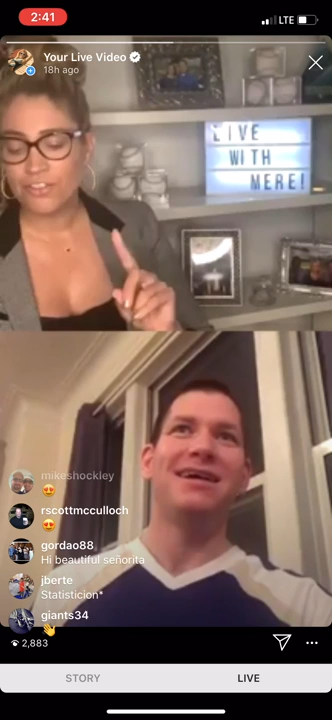 2:41
LTE
Your Live Video
18h ago
LIVE
WITH
MERE!
mikeshockley
😍
rscottmcculloch
😍
gordao88
Hi beautiful señorita
jberte
Statisticion*
giants34
👋
2,883
STORY
LIVE